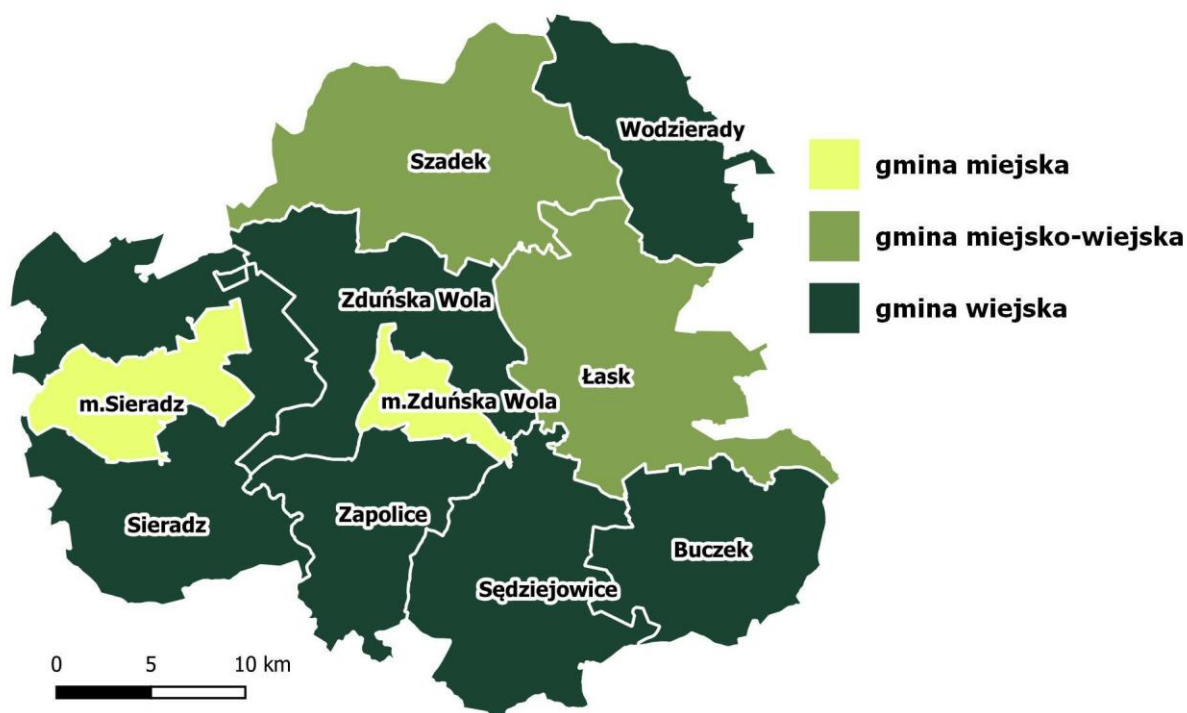 Wodzierady
Szadek
gmina miejska
gmina miejsko-wiejska
Zduńska Wola
gmina wiejska
Łask
m.Sieradz
m.Zduńska Wola
Zapolice
Sieradz
Buczek
Sędziejowice
0 5 10 km